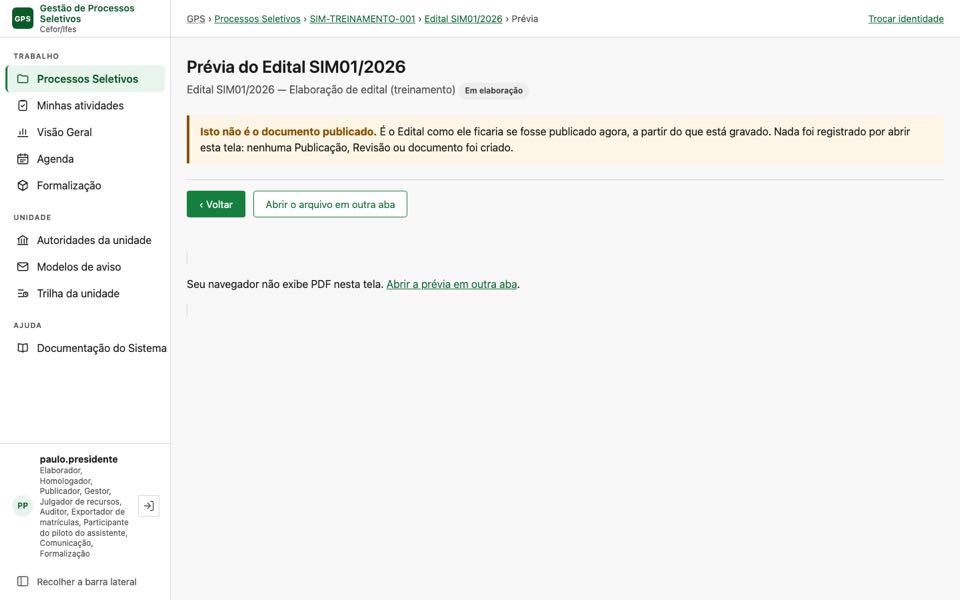 GPS
Gestão de Processos
Seletivos
Cefor/Ifes
GPS › Processos Seletivos › SIM-TREINAMENTO-001 › Edital SIM01/2026 › Prévia
Trocar identidade
TRABALHO
Processos Seletivos
Minhas atividades
Visão Geral
Agenda
Formalização
UNIDADE
Autoridades da unidade
Modelos de aviso
Trilha da unidade
AJUDA
Documentação do Sistema
Prévia do Edital SIM01/2026
Edital SIM01/2026 — Elaboração de edital (treinamento) Em elaboração
Isto não é o documento publicado. É o Edital como ele ficaria se fosse publicado agora, a partir do que está gravado. Nada foi registrado por abrir
esta tela: nenhuma Publicação, Revisão ou documento foi criado.
‹ Voltar
Abrir o arquivo em outra aba
Seu navegador não exibe PDF nesta tela. Abrir a prévia em outra aba.
PP
paulo.presidente
Elaborador,
Homologador,
Publicador, Gestor,
Julgador de recursos,
Auditor, Exportador de
matrículas, Participante
do piloto do assistente,
Comunicação,
Formalização
Recolher a barra lateral